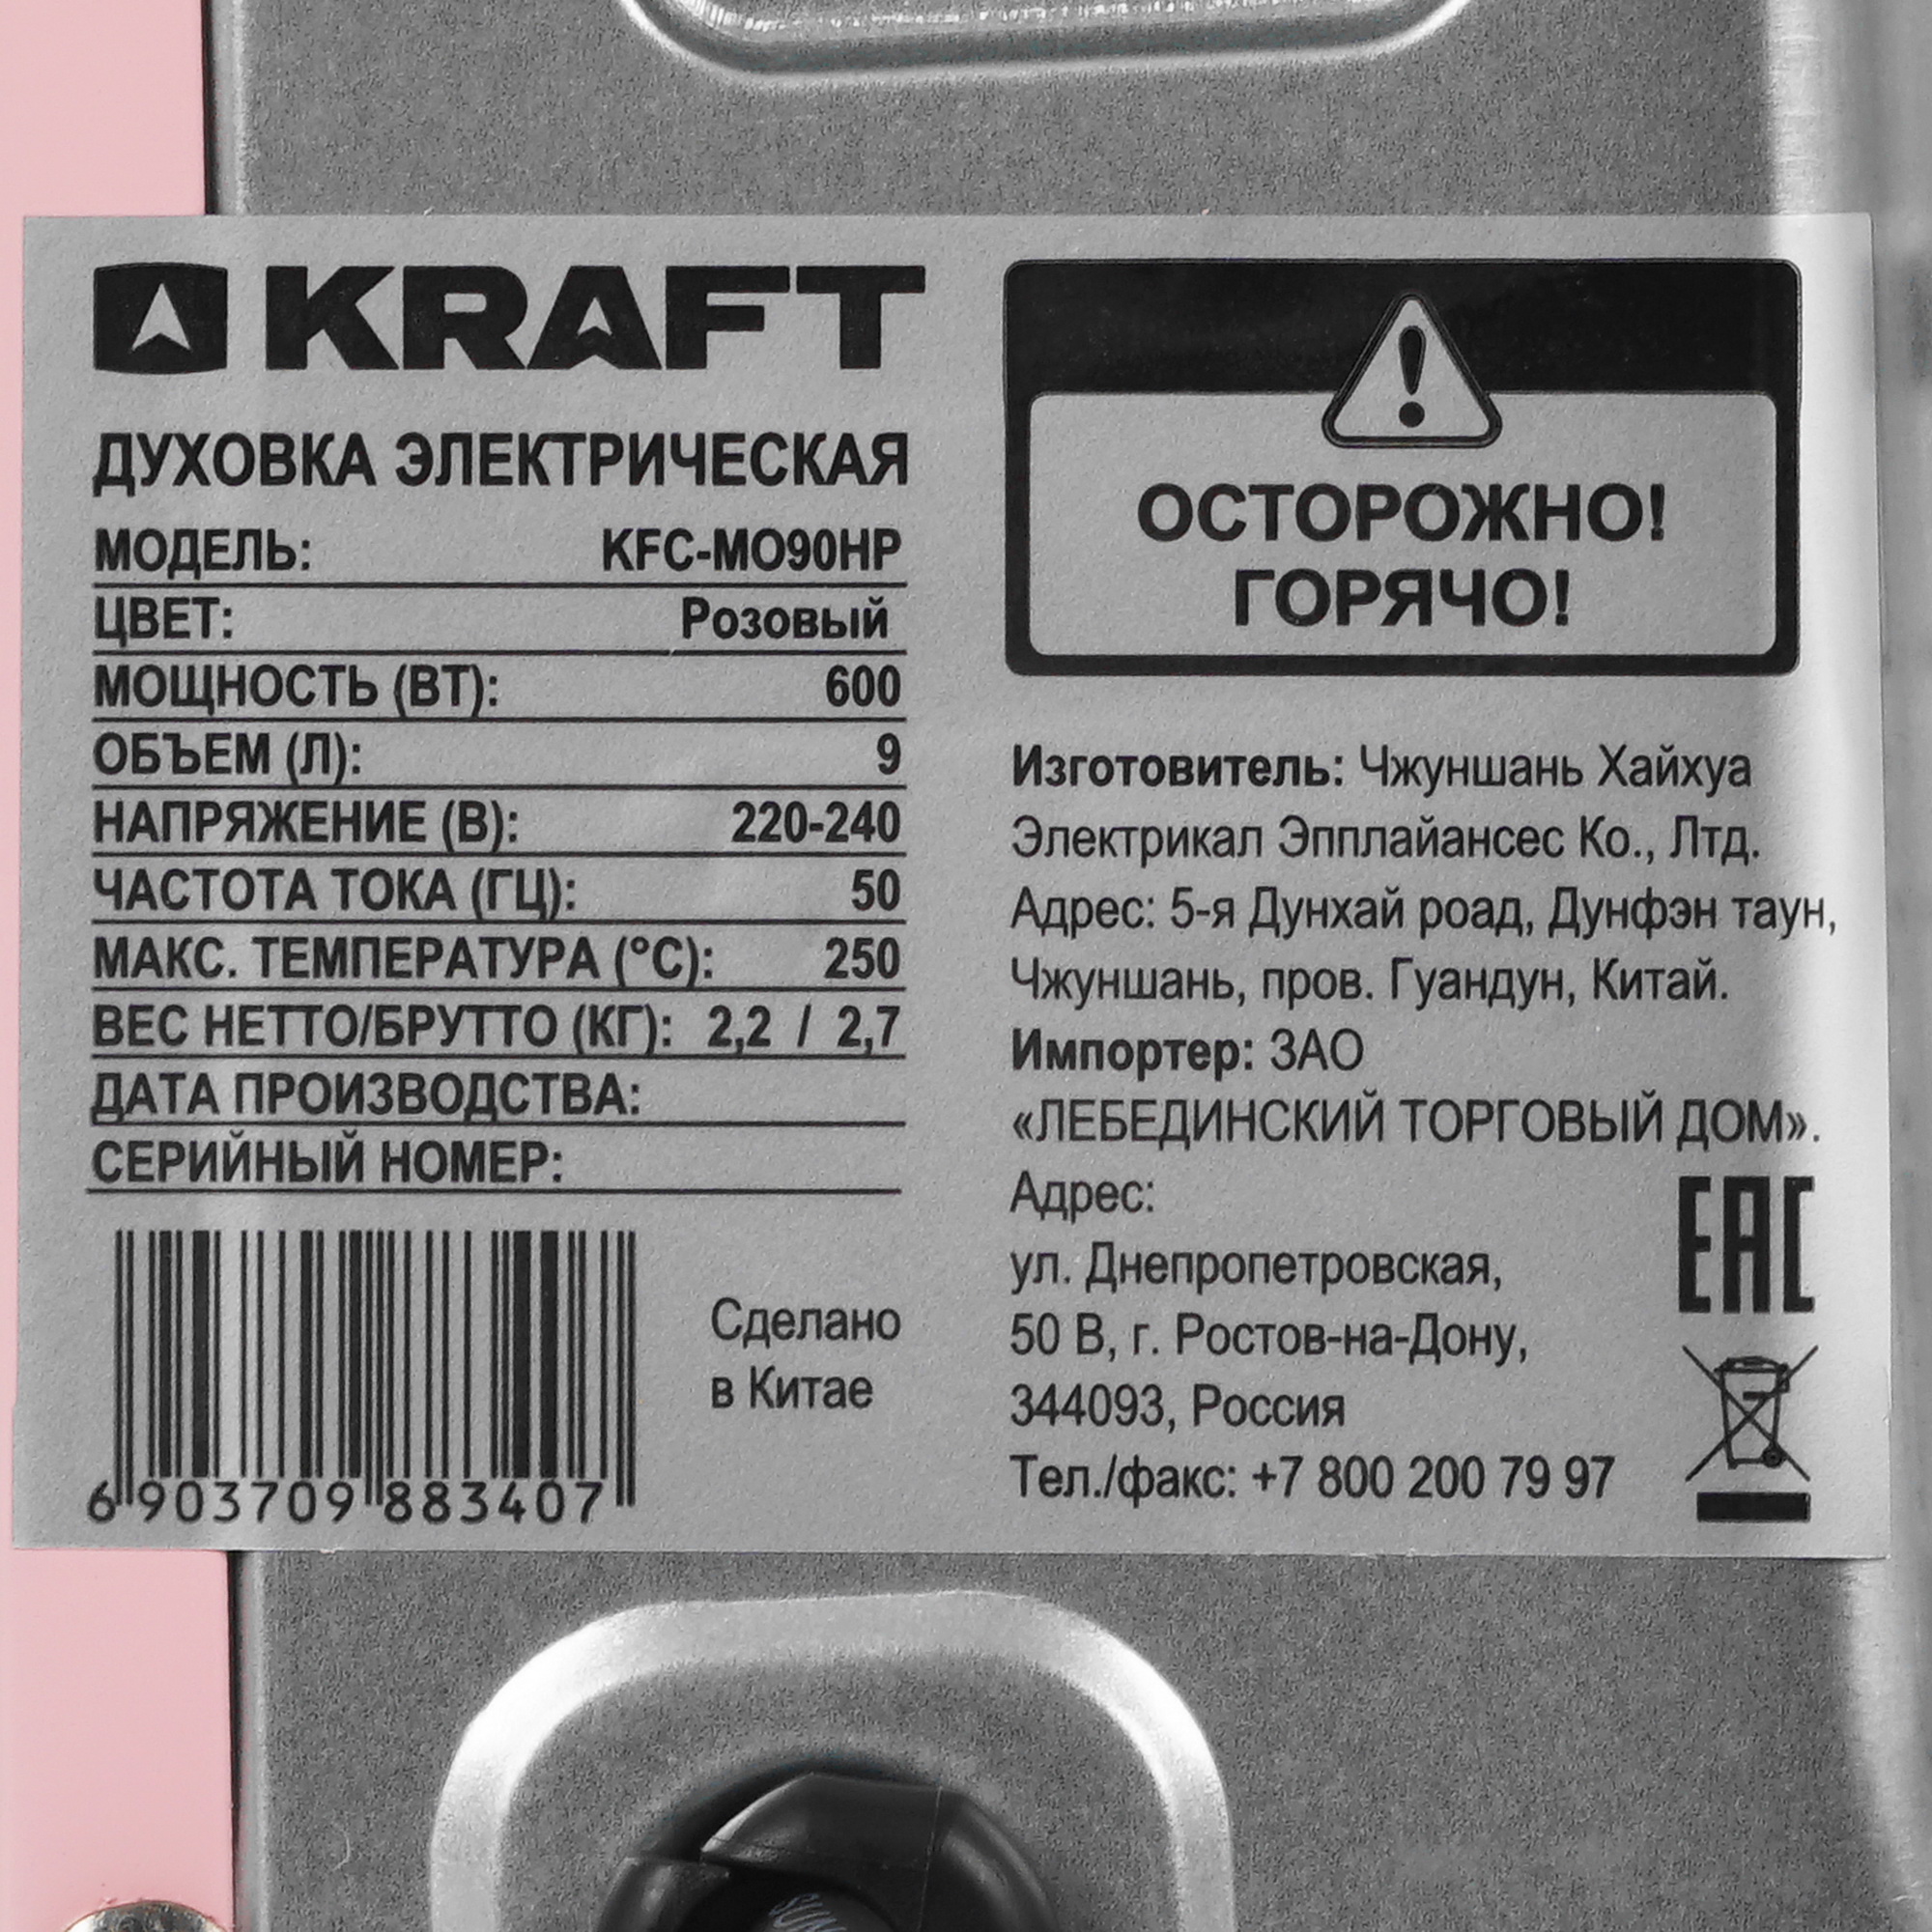 KRAFT
ДУХОВКА ЭЛЕКТРИЧЕСКАЯ
МОДЕЛЬ: KFC-MO90HP
ЦВЕТ: Розовый
МОЩНОСТЬ (ВТ): 600
ОБЪЕМ (Л): 9
НАПРЯЖЕНИЕ (В): 220-240
ЧАСТОТА ТОКА (ГЦ): 50
МАКС. ТЕМПЕРАТУРА (°С): 250
ВЕС НЕТТО/БРУТТО (КГ): 2,2 / 2,7
ДАТА ПРОИЗВОДСТВА:
СЕРИЙНЫЙ НОМЕР:
6 903709 883407
Сделано
в Китае
ОСТОРОЖНО!
ГОРЯЧО!
Изготовитель: Чжуншань Хайхуа
Электрикал Эпплайансес Ко., Лтд.
Адрес: 5-я Дунхай роад, Дунфэн таун,
Чжуншань, пров. Гуандун, Китай.
Импортер: ЗАО
«ЛЕБЕДИНСКИЙ ТОРГОВЫЙ ДОМ».
Адрес:
ул. Днепропетровская,
50 В, г. Ростов-на-Дону,
344093, Россия
Тел./факс: +7 800 200 79 97
EAC